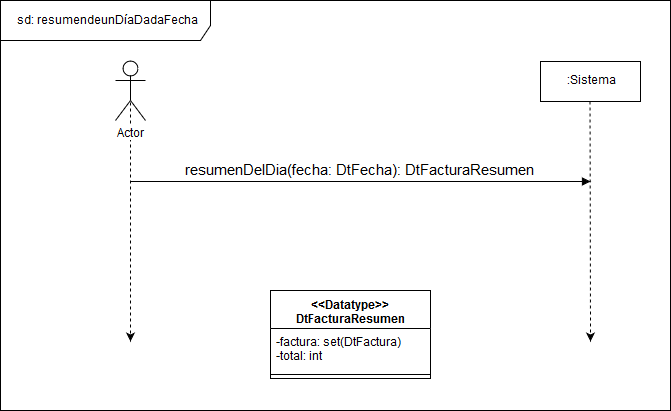 sd: resumendeunDíaDadaFecha
:Sistema
Actor
resumenDelDia(fecha: DtFecha): DtFacturaResumen
<<Datatype>>
DtFacturaResumen
-factura: set(DtFactura)
-total: int